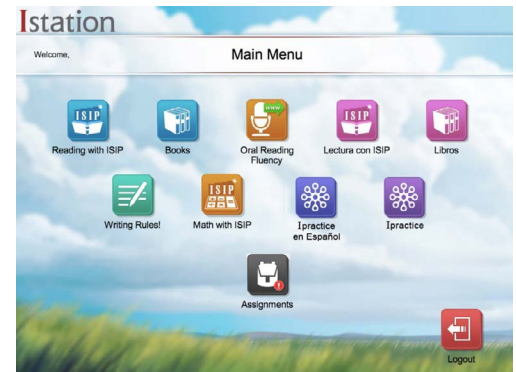 Istation
Welcome,
Main Menu
ISIP
ISIP
Reading with ISIP
Books
Oral Reading
Fluency
Lectura con ISIP
Libros
ISIP
Writing Rules!
Math with ISIP
Ipractice
en Español
Ipractice
!
Assignments
Logout